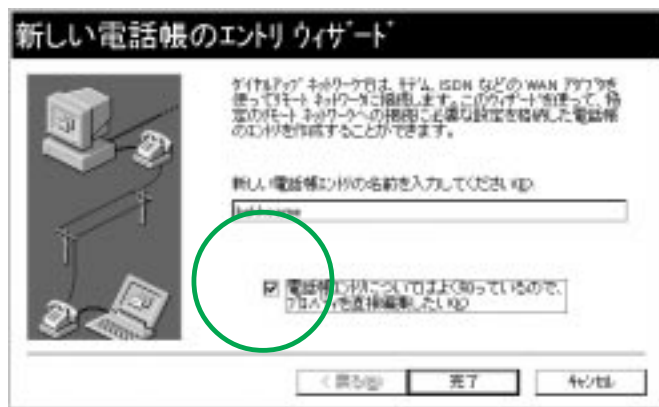 新しい電話帳のエントリ ウィザード
ダイヤルアップ ネットワークは、モデム、ISDN などの WAN アダプタを
使ってリモート ネットワークに接続します。このウィザードを使って、特
定のリモート ネットワークへの接続に必要な設定を格納した電話帳
のエントリを作成することができます。
新しい電話帳エントリの名前を入力してください(N):
電話帳エントリについてはよく知っているので、
プロパティを直接編集したい(K)
< 戻る(B)
完了
キャンセル